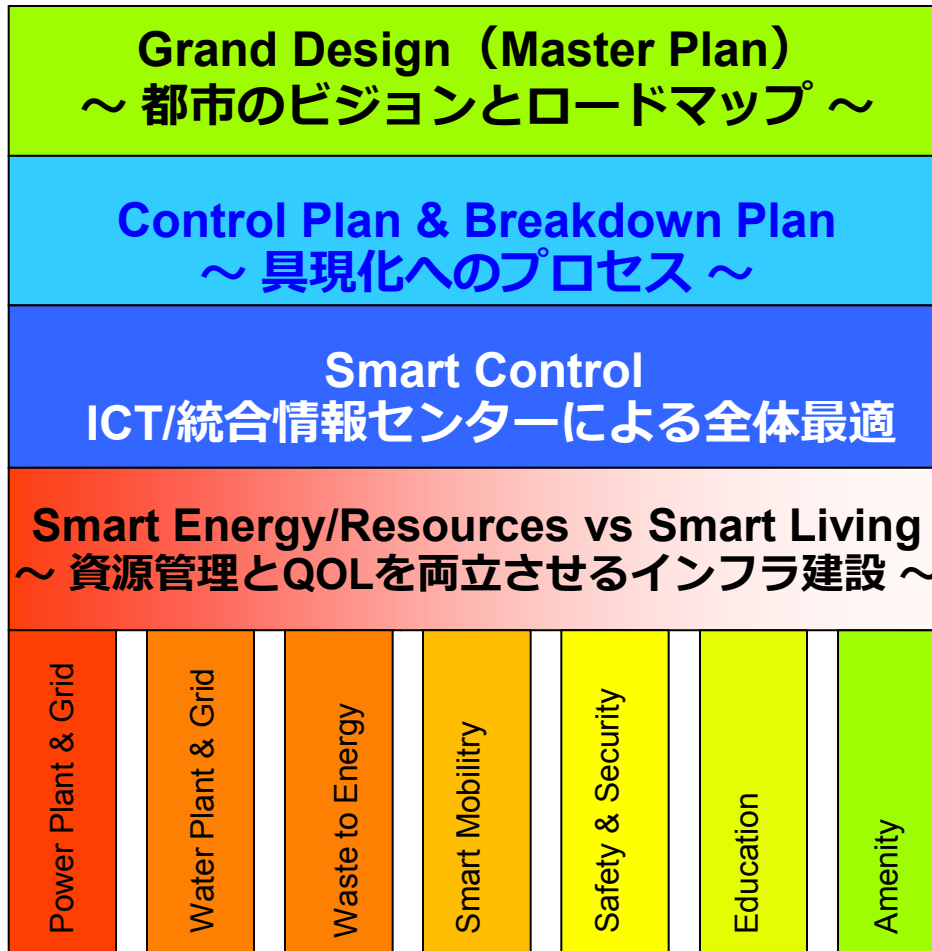 Grand Design（Master Plan）
～ 都市のビジョンとロードマップ ～
Control Plan & Breakdown Plan
～ 具現化へのプロセス ～
Smart Control
ICT/統合情報センターによる全体最適
Smart Energy/Resources vs Smart Living
～ 資源管理とQOLを両立させるインフラ建設 ～
Power Plant & Grid
Water Plant & Grid
Waste to Energy
Smart Mobilitry
Safety & Security
Education
Amenity